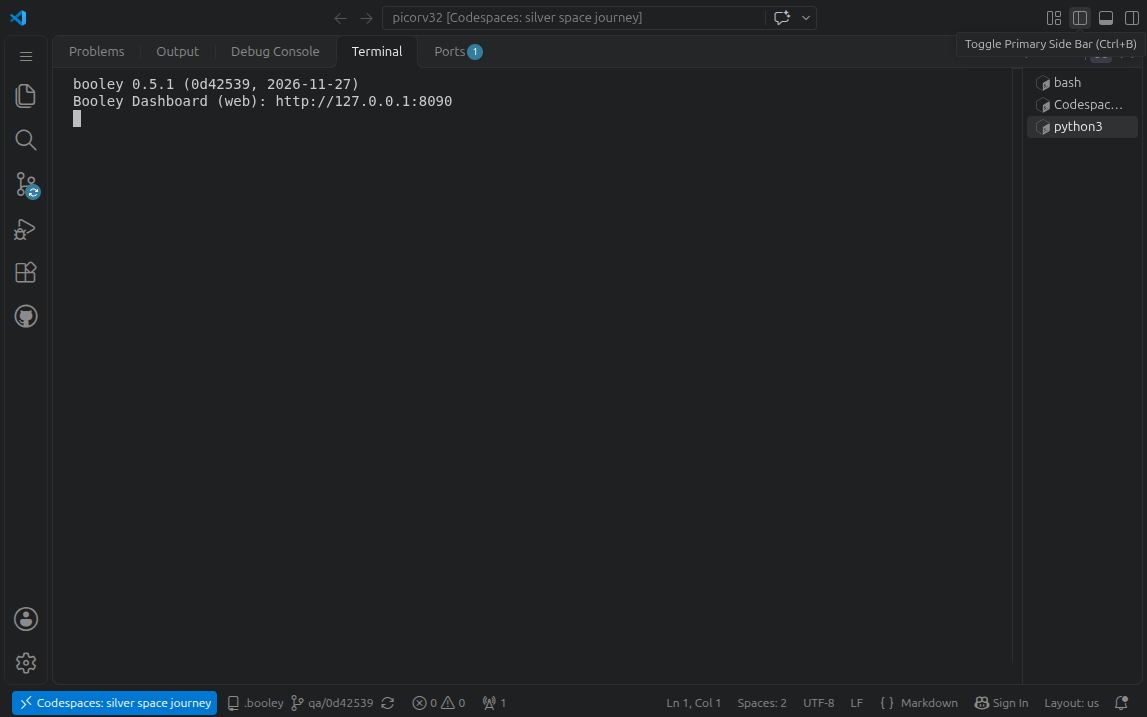 picorv32 [Codespaces: silver space journey]
Toggle Primary Side Bar (Ctrl+B)
Problems
Output
Debug Console
Terminal
Ports 1
booley 0.5.1 (0d42539, 2026-11-27)
Booley Dashboard (web): http://127.0.0.1:8090
bash
Codespac...
python3
Codespaces: silver space journey
.booley
qa/0d42539
0
0
1
Ln 1, Col 1
Spaces: 2
UTF-8
LF
{ } Markdown
Sign In
Layout: us